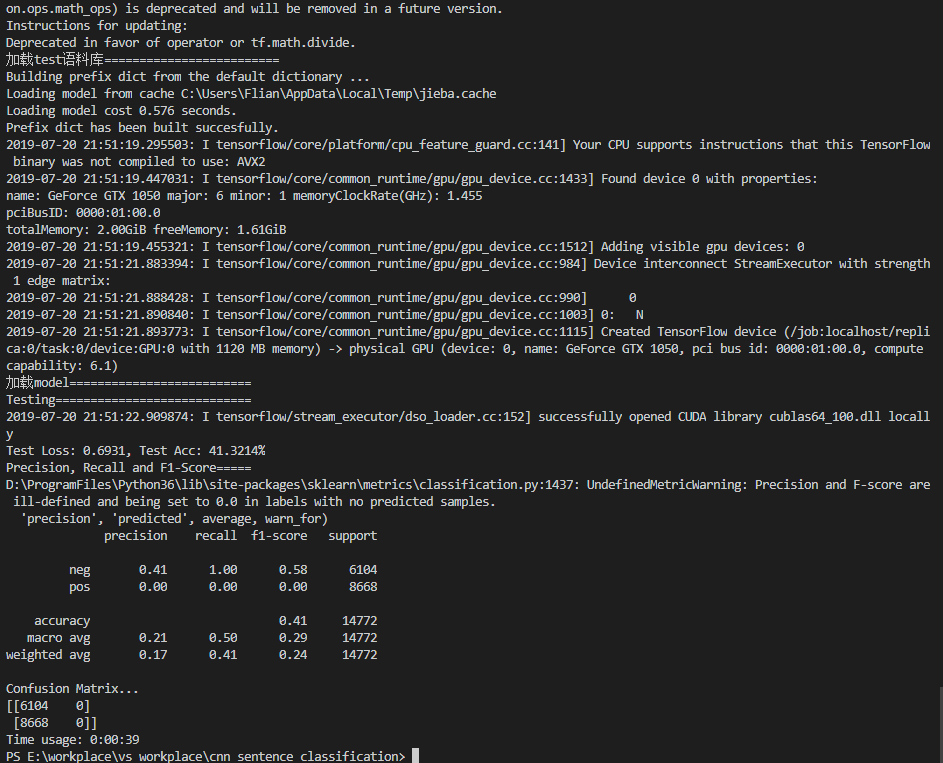 on.ops.math_ops) is deprecated and will be removed in a future version.
Instructions for updating:
Deprecated in favor of operator or tf.math.divide.
加载test语料库=========================
Building prefix dict from the default dictionary ...
Loading model from cache C:\Users\Flian\AppData\Local\Temp\jieba.cache
Loading model cost 0.576 seconds.
Prefix dict has been built succesfully.
2019-07-20 21:51:19.295503: I tensorflow/core/platform/cpu_feature_guard.cc:141] Your CPU supports instructions that this TensorFlow
 binary was not compiled to use: AVX2
2019-07-20 21:51:19.447031: I tensorflow/core/common_runtime/gpu/gpu_device.cc:1433] Found device 0 with properties:
name: GeForce GTX 1050 major: 6 minor: 1 memoryClockRate(GHz): 1.455
pciBusID: 0000:01:00.0
totalMemory: 2.00GiB freeMemory: 1.61GiB
2019-07-20 21:51:19.455321: I tensorflow/core/common_runtime/gpu/gpu_device.cc:1512] Adding visible gpu devices: 0
2019-07-20 21:51:21.883394: I tensorflow/core/common_runtime/gpu/gpu_device.cc:984] Device interconnect StreamExecutor with strength
 1 edge matrix:
2019-07-20 21:51:21.888428: I tensorflow/core/common_runtime/gpu/gpu_device.cc:990]      0
2019-07-20 21:51:21.890840: I tensorflow/core/common_runtime/gpu/gpu_device.cc:1003] 0:   N
2019-07-20 21:51:21.893773: I tensorflow/core/common_runtime/gpu/gpu_device.cc:1115] Created TensorFlow device (/job:localhost/repli
ca:0/task:0/device:GPU:0 with 1120 MB memory) -> physical GPU (device: 0, name: GeForce GTX 1050, pci bus id: 0000:01:00.0, compute
capability: 6.1)
加载model==========================
Testing============================
2019-07-20 21:51:22.909874: I tensorflow/stream_executor/dso_loader.cc:152] successfully opened CUDA library cublas64_100.dll locall
y
Test Loss: 0.6931, Test Acc: 41.3214%
Precision, Recall and F1-Score=====
D:\ProgramFiles\Python36\lib\site-packages\sklearn\metrics\classification.py:1437: UndefinedMetricWarning: Precision and F-score are
 ill-defined and being set to 0.0 in labels with no predicted samples.
  'precision', 'predicted', average, warn_for)
              precision    recall  f1-score   support
         neg       0.41      1.00      0.58      6104
         pos       0.00      0.00      0.00      8668
    accuracy                           0.41     14772
   macro avg       0.21      0.50      0.29     14772
weighted avg       0.17      0.41      0.24     14772
Confusion Matrix...
[[6104    0]
 [8668    0]]
Time usage: 0:00:39
PS E:\workplace\vs workplace\cnn sentence classification>